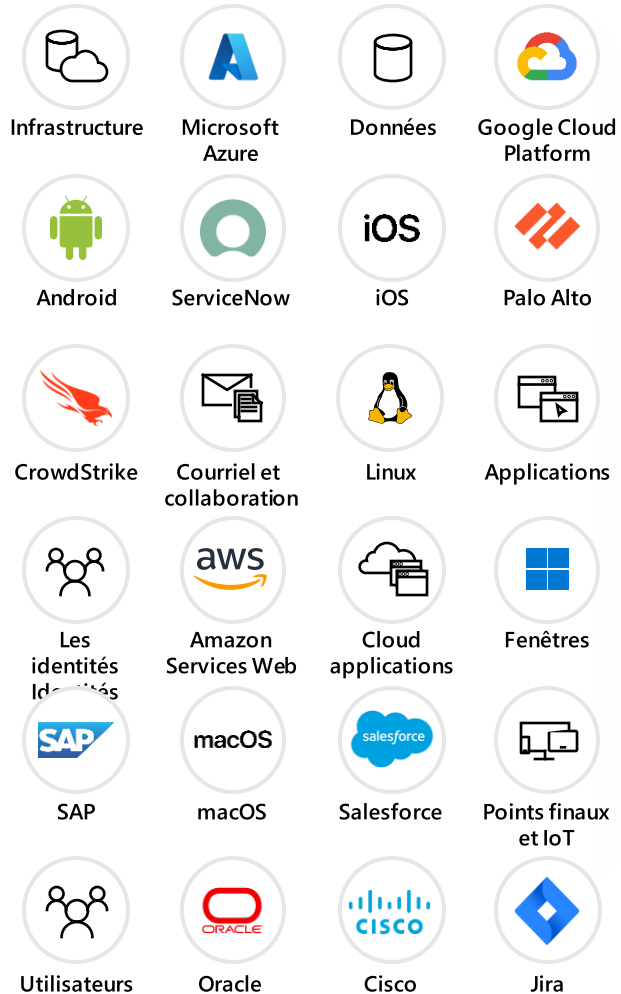 Infrastructure
Microsoft
Azure
Données
Google Cloud
Platform
Android
ServiceNow
iOS
iOS
Palo Alto
CrowdStrike
Courriel et
collaboration
Linux
Applications
aws
Les
identités
Identités
Amazon
Services Web
Cloud
applications
Fenêtres
SAP
macOS
salesforce
SAP
macOS
Salesforce
Points finaux
et IoT
ORACLE
CISCO
Utilisateurs
Oracle
Cisco
Jira